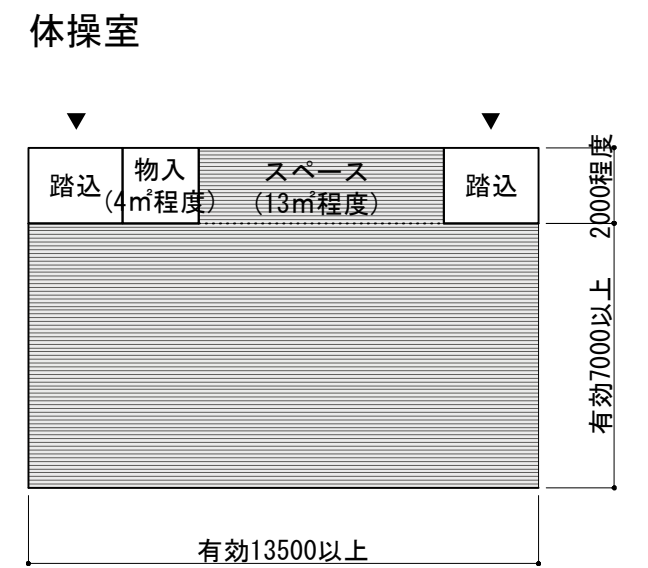 体操室
▼ ▼
踏込
物入
(4㎡程度)
スペース
(13㎡程度)
踏込
2000程度
有効7000以上
有効13500以上